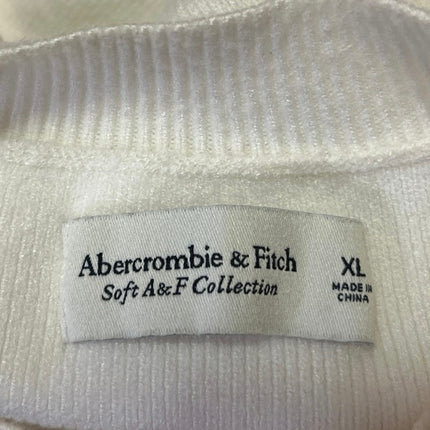 Abercrombie & Fitch
Soft A&F Collection
XL
MADE IN
CHINA